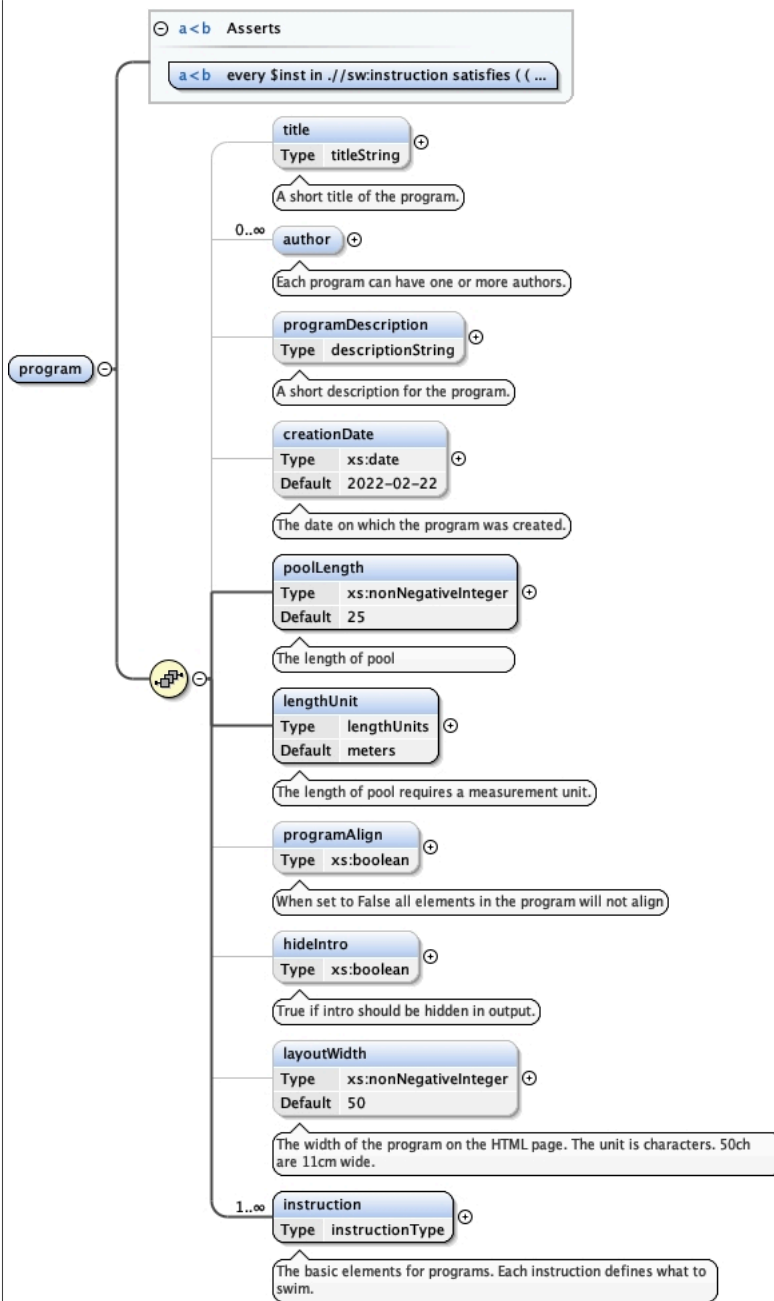 a<b Asserts
a<b every $inst in .//sw:instruction satisfies ( ( ...
title
Type titleString
A short title of the program.
0..∞
author
Each program can have one or more authors.
programDescription
Type descriptionString
A short description for the program.
program
creationDate
Type xs:date
Default 2022-02-22
The date on which the program was created.
poolLength
Type xs:nonNegativeInteger
Default 25
The length of pool
lengthUnit
Type lengthUnits
Default meters
The length of pool requires a measurement unit.
programAlign
Type xs:boolean
When set to False all elements in the program will not align
hideIntro
Type xs:boolean
True if intro should be hidden in output.
layoutWidth
Type xs:nonNegativeInteger
Default 50
The width of the program on the HTML page. The unit is characters. 50ch
are 11cm wide.
1..∞
instruction
Type instructionType
The basic elements for programs. Each instruction defines what to
swim.